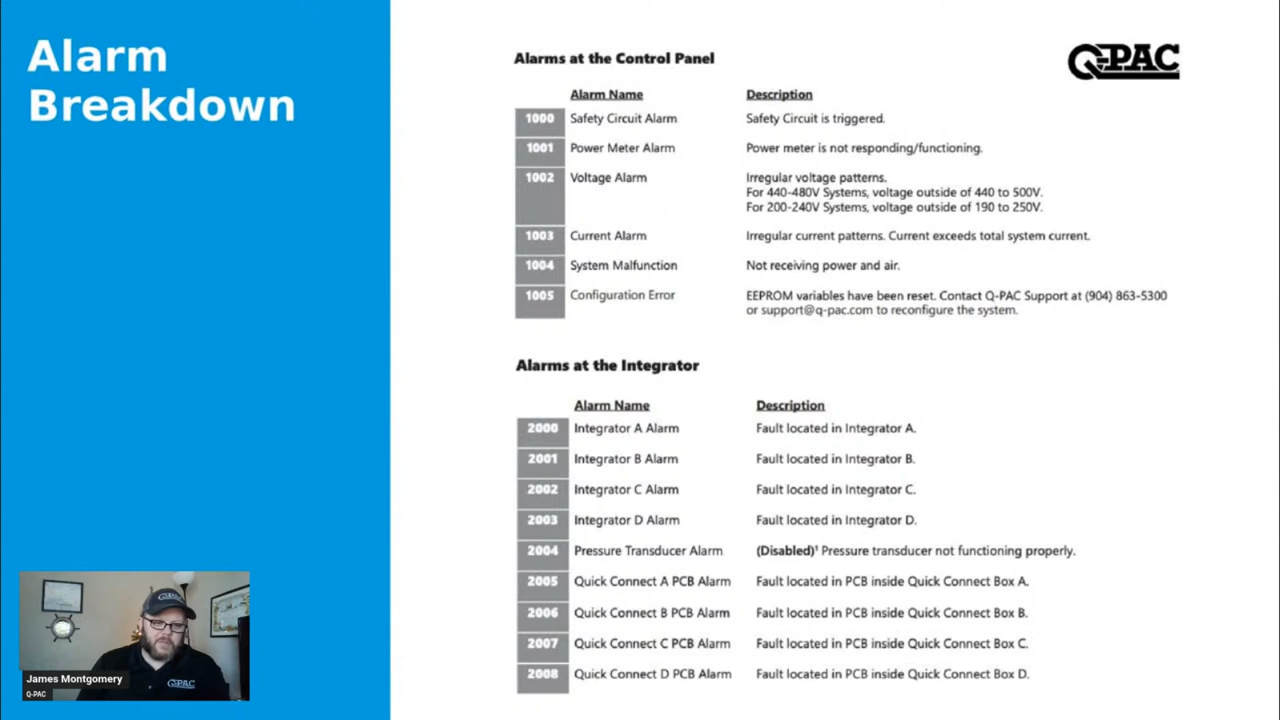 Alarm
Breakdown
Q-PAC
Alarms at the Control Panel
Alarm Name Description
1000 Safety Circuit Alarm Safety Circuit is triggered.
1001 Power Meter Alarm Power meter is not responding/functioning.
1002 Voltage Alarm Irregular voltage patterns.
For 440-480V Systems, voltage outside of 440 to 500V.
For 200-240V Systems, voltage outside of 190 to 250V.
1003 Current Alarm Irregular current patterns. Current exceeds total system current.
1004 System Malfunction Not receiving power and air.
1005 Configuration Error EEPROM variables have been reset. Contact Q-PAC Support at (904) 863-5300
or support@q-pac.com to reconfigure the system.
Alarms at the Integrator
Alarm Name Description
2000 Integrator A Alarm Fault located in Integrator A.
2001 Integrator B Alarm Fault located in Integrator B.
2002 Integrator C Alarm Fault located in Integrator C.
2003 Integrator D Alarm Fault located in Integrator D.
2004 Pressure Transducer Alarm (Disabled)¹ Pressure transducer not functioning properly.
2005 Quick Connect A PCB Alarm Fault located in PCB inside Quick Connect Box A.
2006 Quick Connect B PCB Alarm Fault located in PCB inside Quick Connect Box B.
2007 Quick Connect C PCB Alarm Fault located in PCB inside Quick Connect Box C.
2008 Quick Connect D PCB Alarm Fault located in PCB inside Quick Connect Box D.
Q-PAC
Q-PAC
James Montgomery
Q-PAC